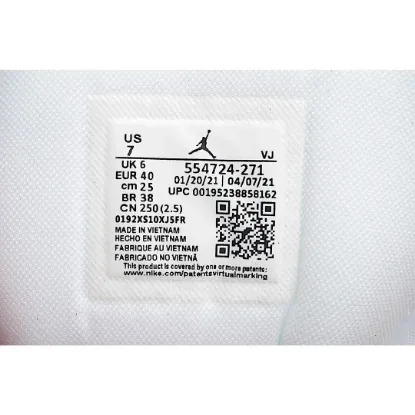 US
7
VJ
UK 6
EUR 40
cm 25
BR 38
CN 250 (2.5)
554724-271
01/20/21 | 04/07/21
UPC 00195238858162
0192XS10XJ5FR
MADE IN VIETNAM
HECHO EN VIETNAM
FABRIQUE AU VIETNAM
FABRICADO NO VIETNÃ
This product is covered by one or more patents:
www.nike.com/patentsvirtualmarking